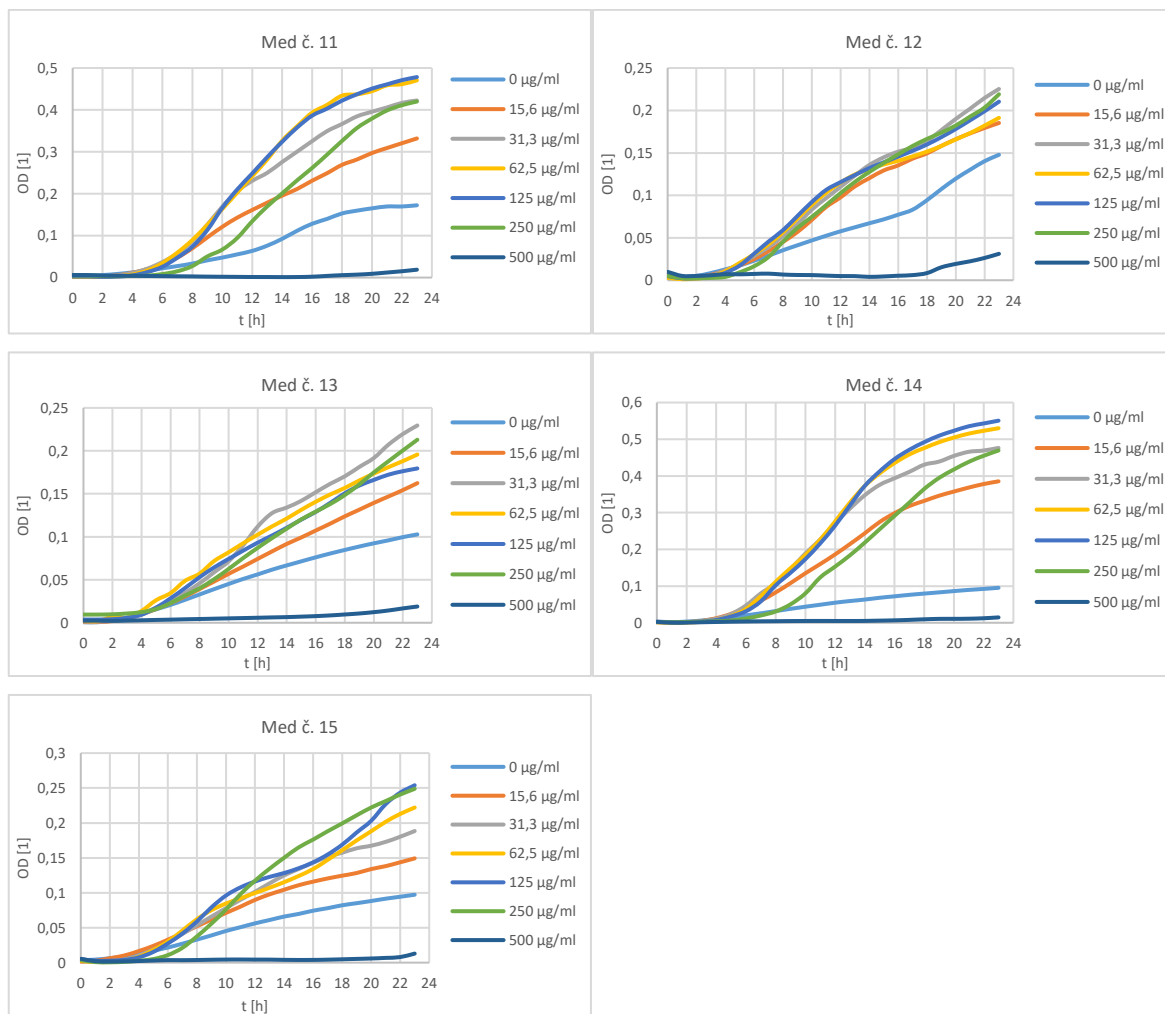 Med č. 11
OD [1]
0,5
0,4
0,3
0,2
0,1
0
0 2 4 6 8 10 12 14 16 18 20 22 24
t [h]
0 µg/ml
15,6 µg/ml
31,3 µg/ml
62,5 µg/ml
125 µg/ml
250 µg/ml
500 µg/ml
Med č. 12
OD [1]
0,25
0,2
0,15
0,1
0,05
0
0 2 4 6 8 10 12 14 16 18 20 22 24
t [h]
0 µg/ml
15,6 µg/ml
31,3 µg/ml
62,5 µg/ml
125 µg/ml
250 µg/ml
500 µg/ml
Med č. 13
OD [1]
0,25
0,2
0,15
0,1
0,05
0
0 2 4 6 8 10 12 14 16 18 20 22 24
t [h]
0 µg/ml
15,6 µg/ml
31,3 µg/ml
62,5 µg/ml
125 µg/ml
250 µg/ml
500 µg/ml
Med č. 14
OD [1]
0,6
0,5
0,4
0,3
0,2
0,1
0
0 2 4 6 8 10 12 14 16 18 20 22 24
t [h]
0 µg/ml
15,6 µg/ml
31,3 µg/ml
62,5 µg/ml
125 µg/ml
250 µg/ml
500 µg/ml
Med č. 15
OD [1]
0,3
0,25
0,2
0,15
0,1
0,05
0
0 2 4 6 8 10 12 14 16 18 20 22 24
t [h]
0 µg/ml
15,6 µg/ml
31,3 µg/ml
62,5 µg/ml
125 µg/ml
250 µg/ml
500 µg/ml